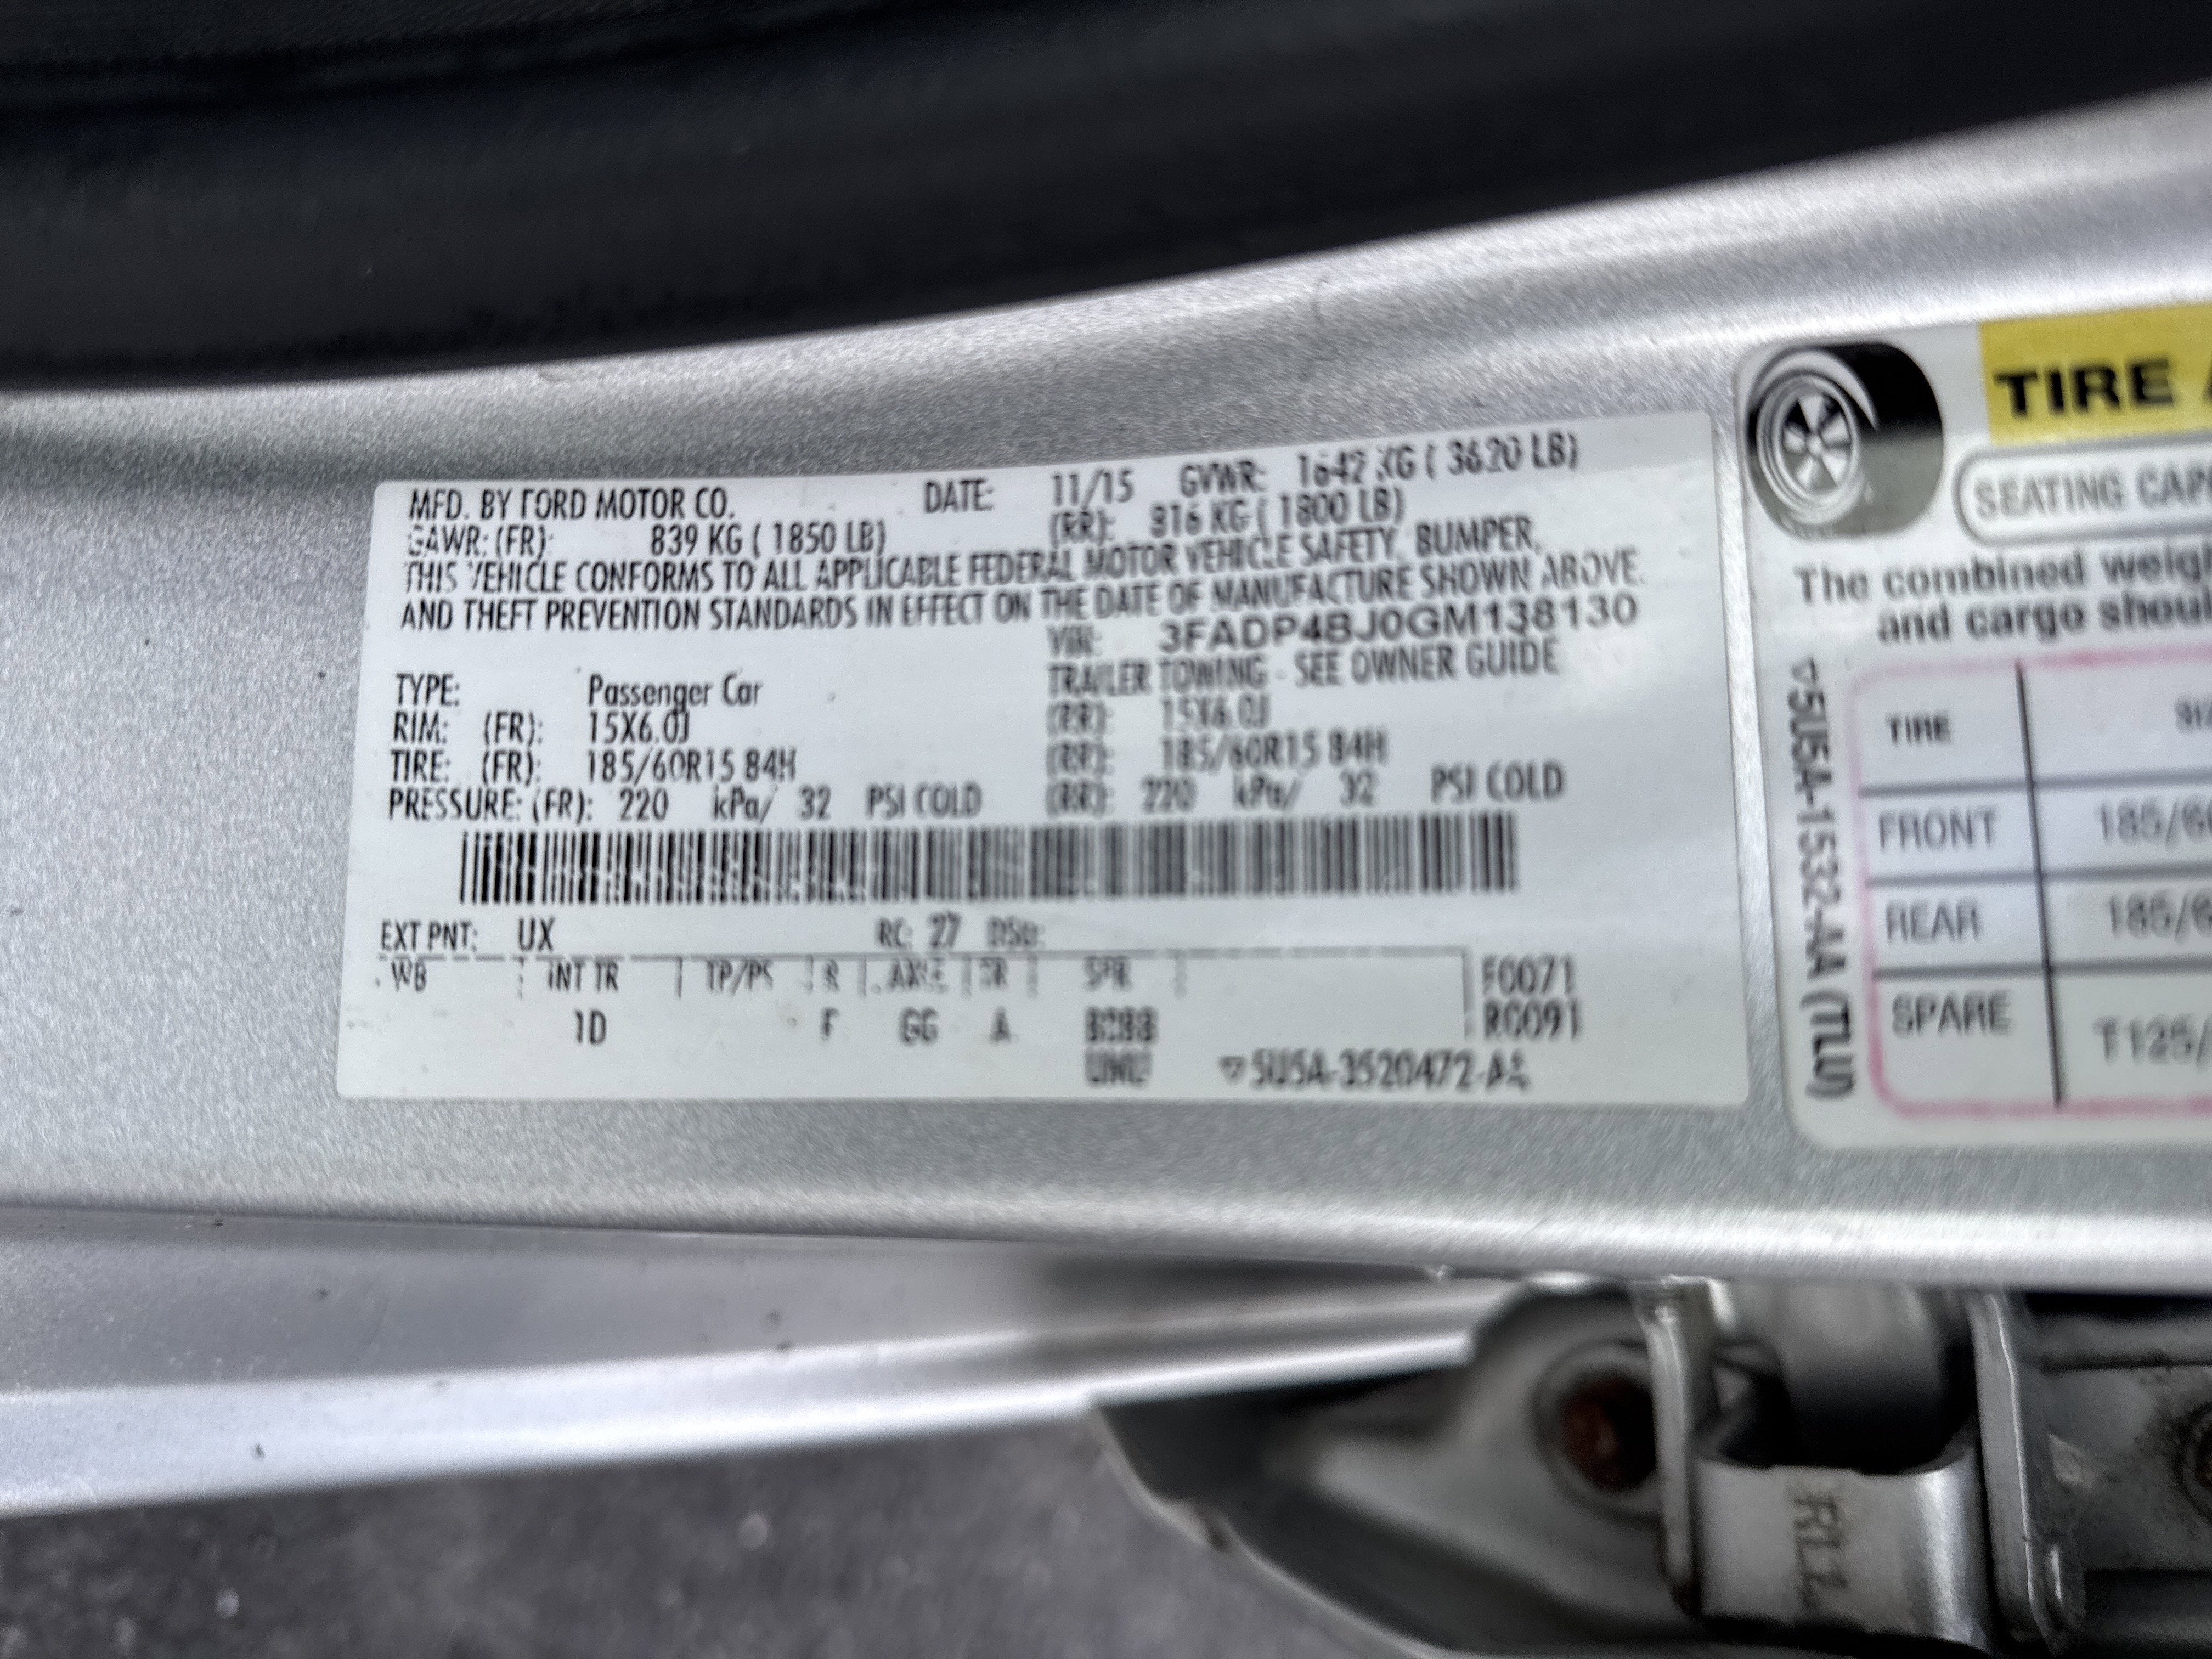 MFD. BY FORD MOTOR CO. DATE: 11/15 GVWR: 1642 KG ( 3620 LB)
GAWR: (FR): 839 KG ( 1850 LB) (RR): 816 KG ( 1800 LB)
THIS VEHICLE CONFORMS TO ALL APPLICABLE FEDERAL MOTOR VEHICLE SAFETY, BUMPER,
AND THEFT PREVENTION STANDARDS IN EFFECT ON THE DATE OF MANUFACTURE SHOWN ABOVE.
VIN: 3FADP4BJ0GM138130
TYPE: Passenger Car TRAILER TOWING - SEE OWNER GUIDE
RIM: (FR): 15X6.0J (RR): 15X6.0J
TIRE: (FR): 185/60R15 84H (RR): 185/60R15 84H
PRESSURE: (FR): 220 kPa/ 32 PSI COLD (RR): 220 kPa/ 32 PSI COLD
EXT PNT: UX RC: 27 DSO:
WB INT TR TP/PS R AXLE TR SPR F0071
1D F GG A R0091
▽5U5A-3520472-AA
TIRE
SEATING CAP
The combined weigh
and cargo shou
▽5U5A-1532-AA (TLU)
TIRE SIZ
FRONT 185/6
REAR 185/6
SPARE T125/
R1L